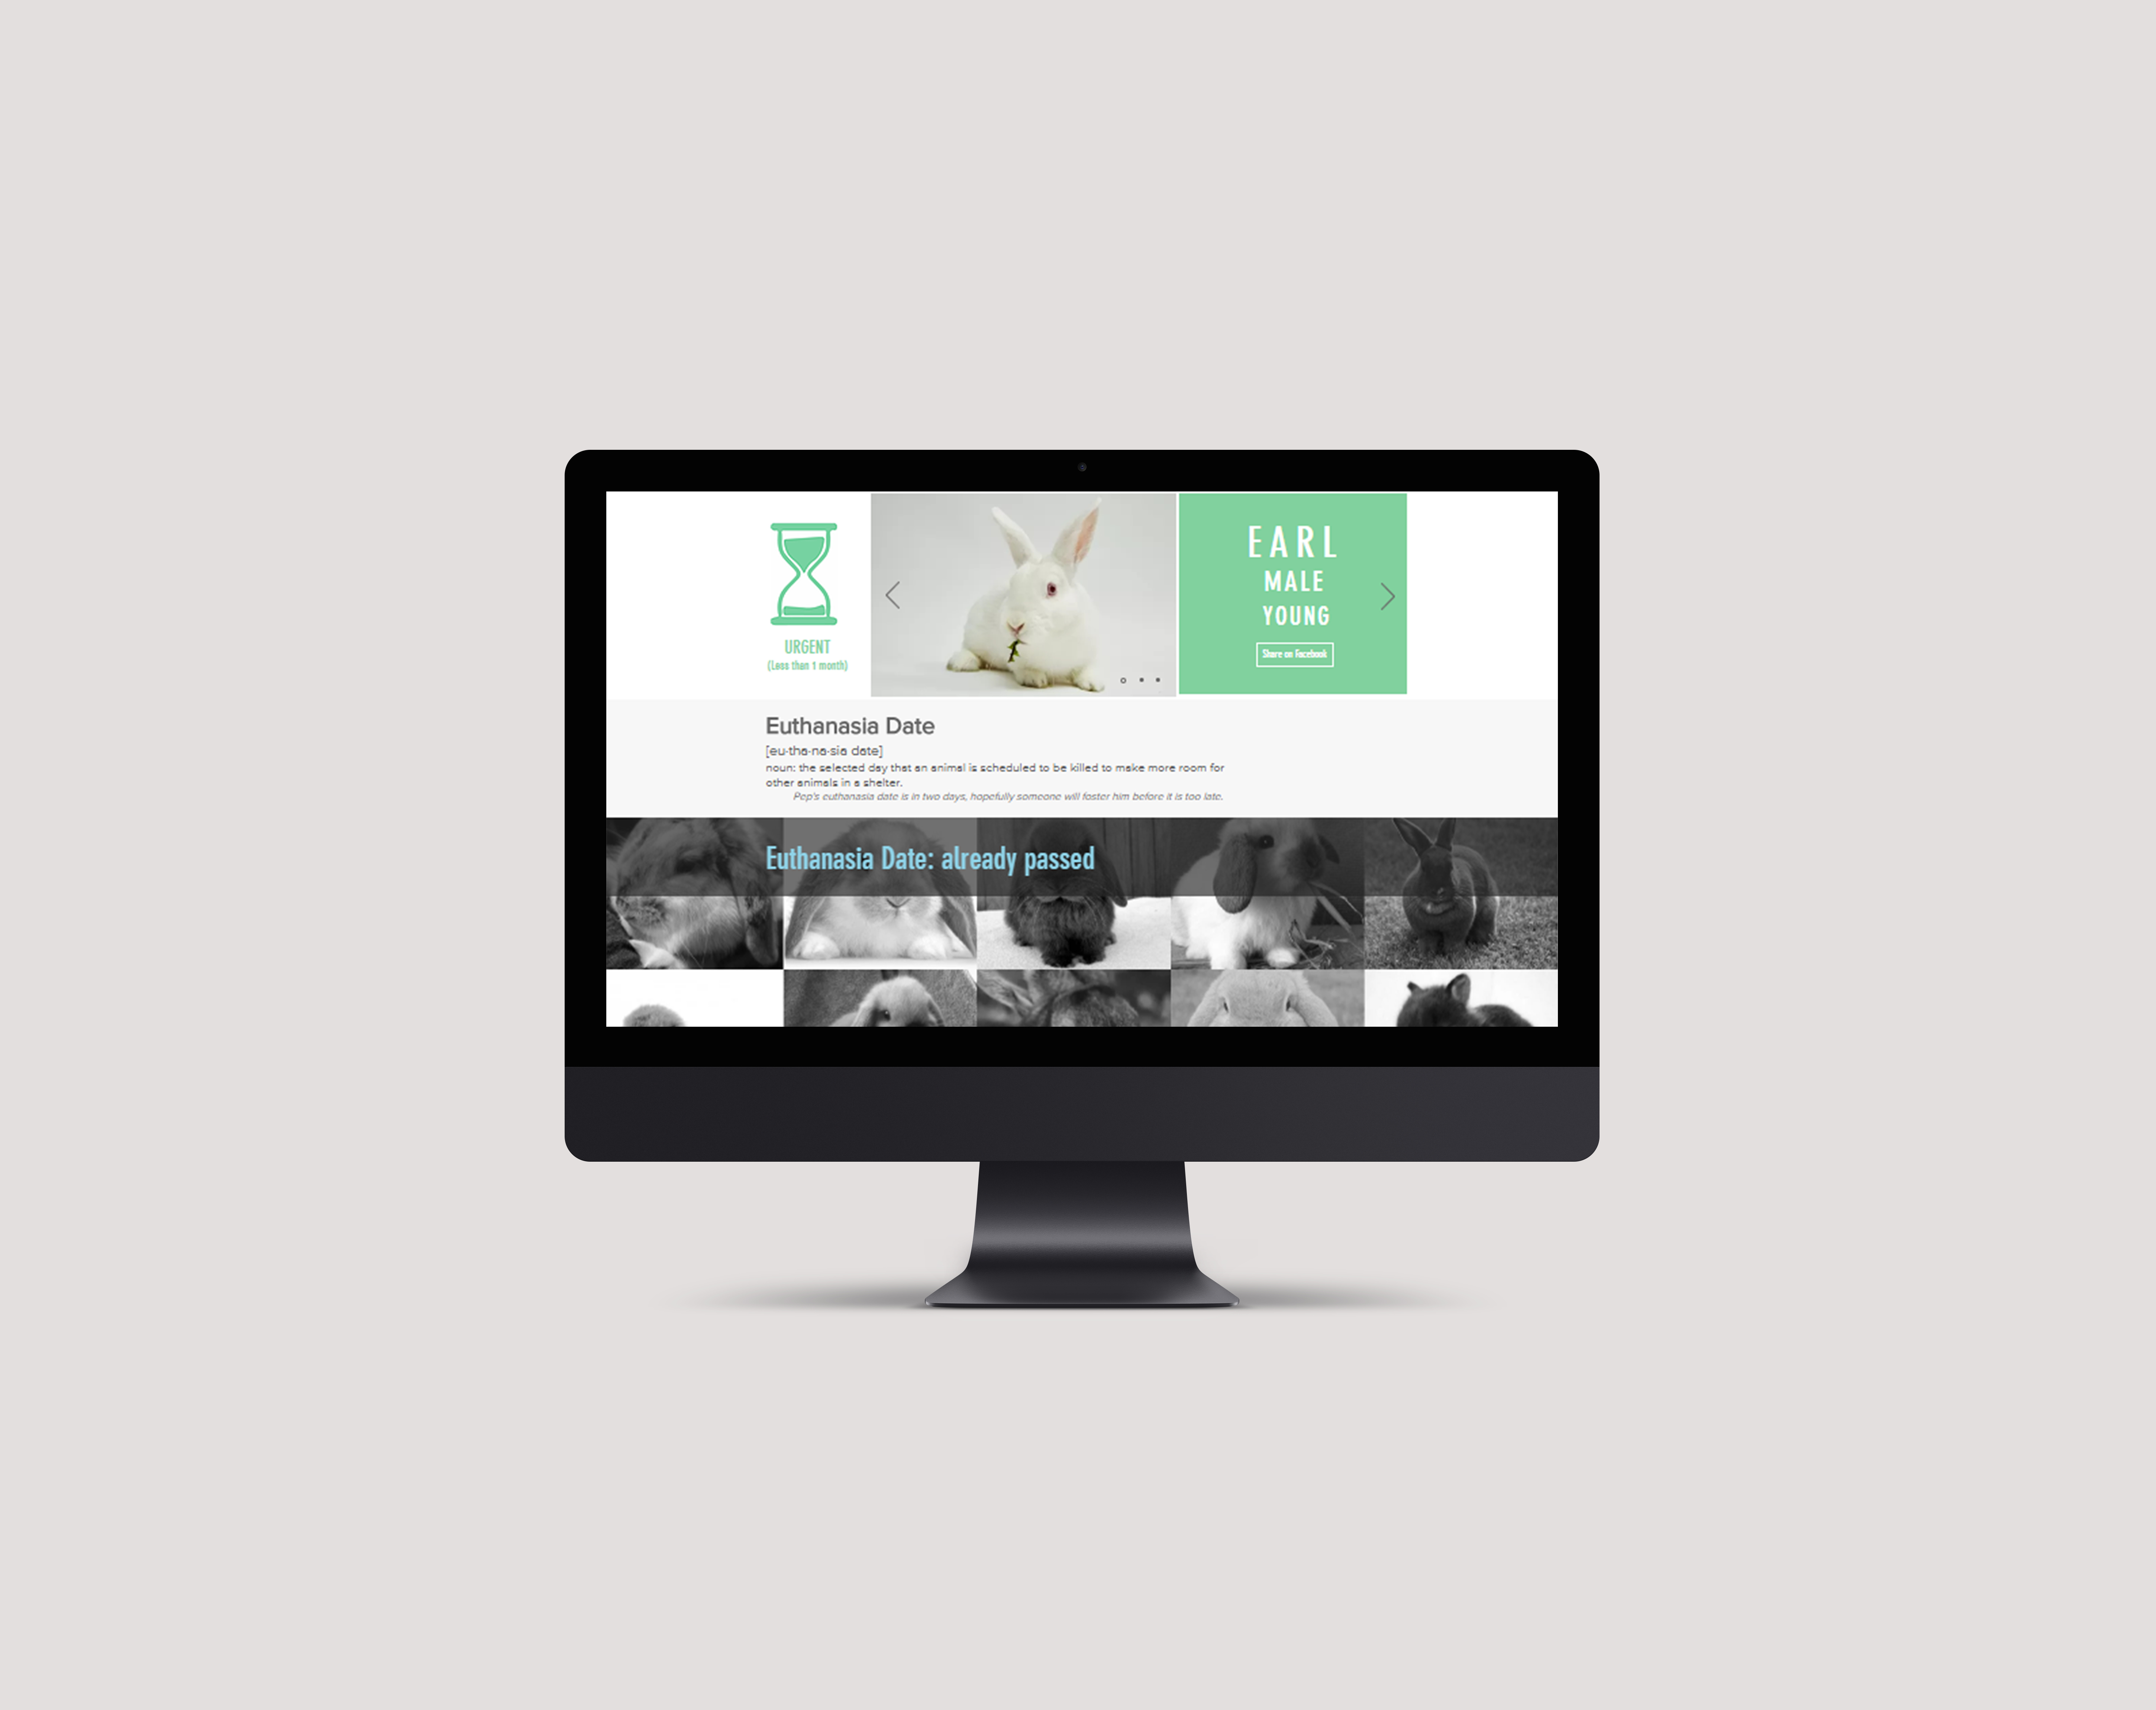 URGENT
(Less than 1 month)
EARL
MALE
YOUNG
Share on Facebook
Euthanasia Date
[eu·tha·na·sia date]
noun: the selected day that an animal is scheduled to be killed to make more room for
other animals in a shelter.
Pep's euthanasia date is in two days, hopefully someone will foster him before it is too late.
Euthanasia Date: already passed